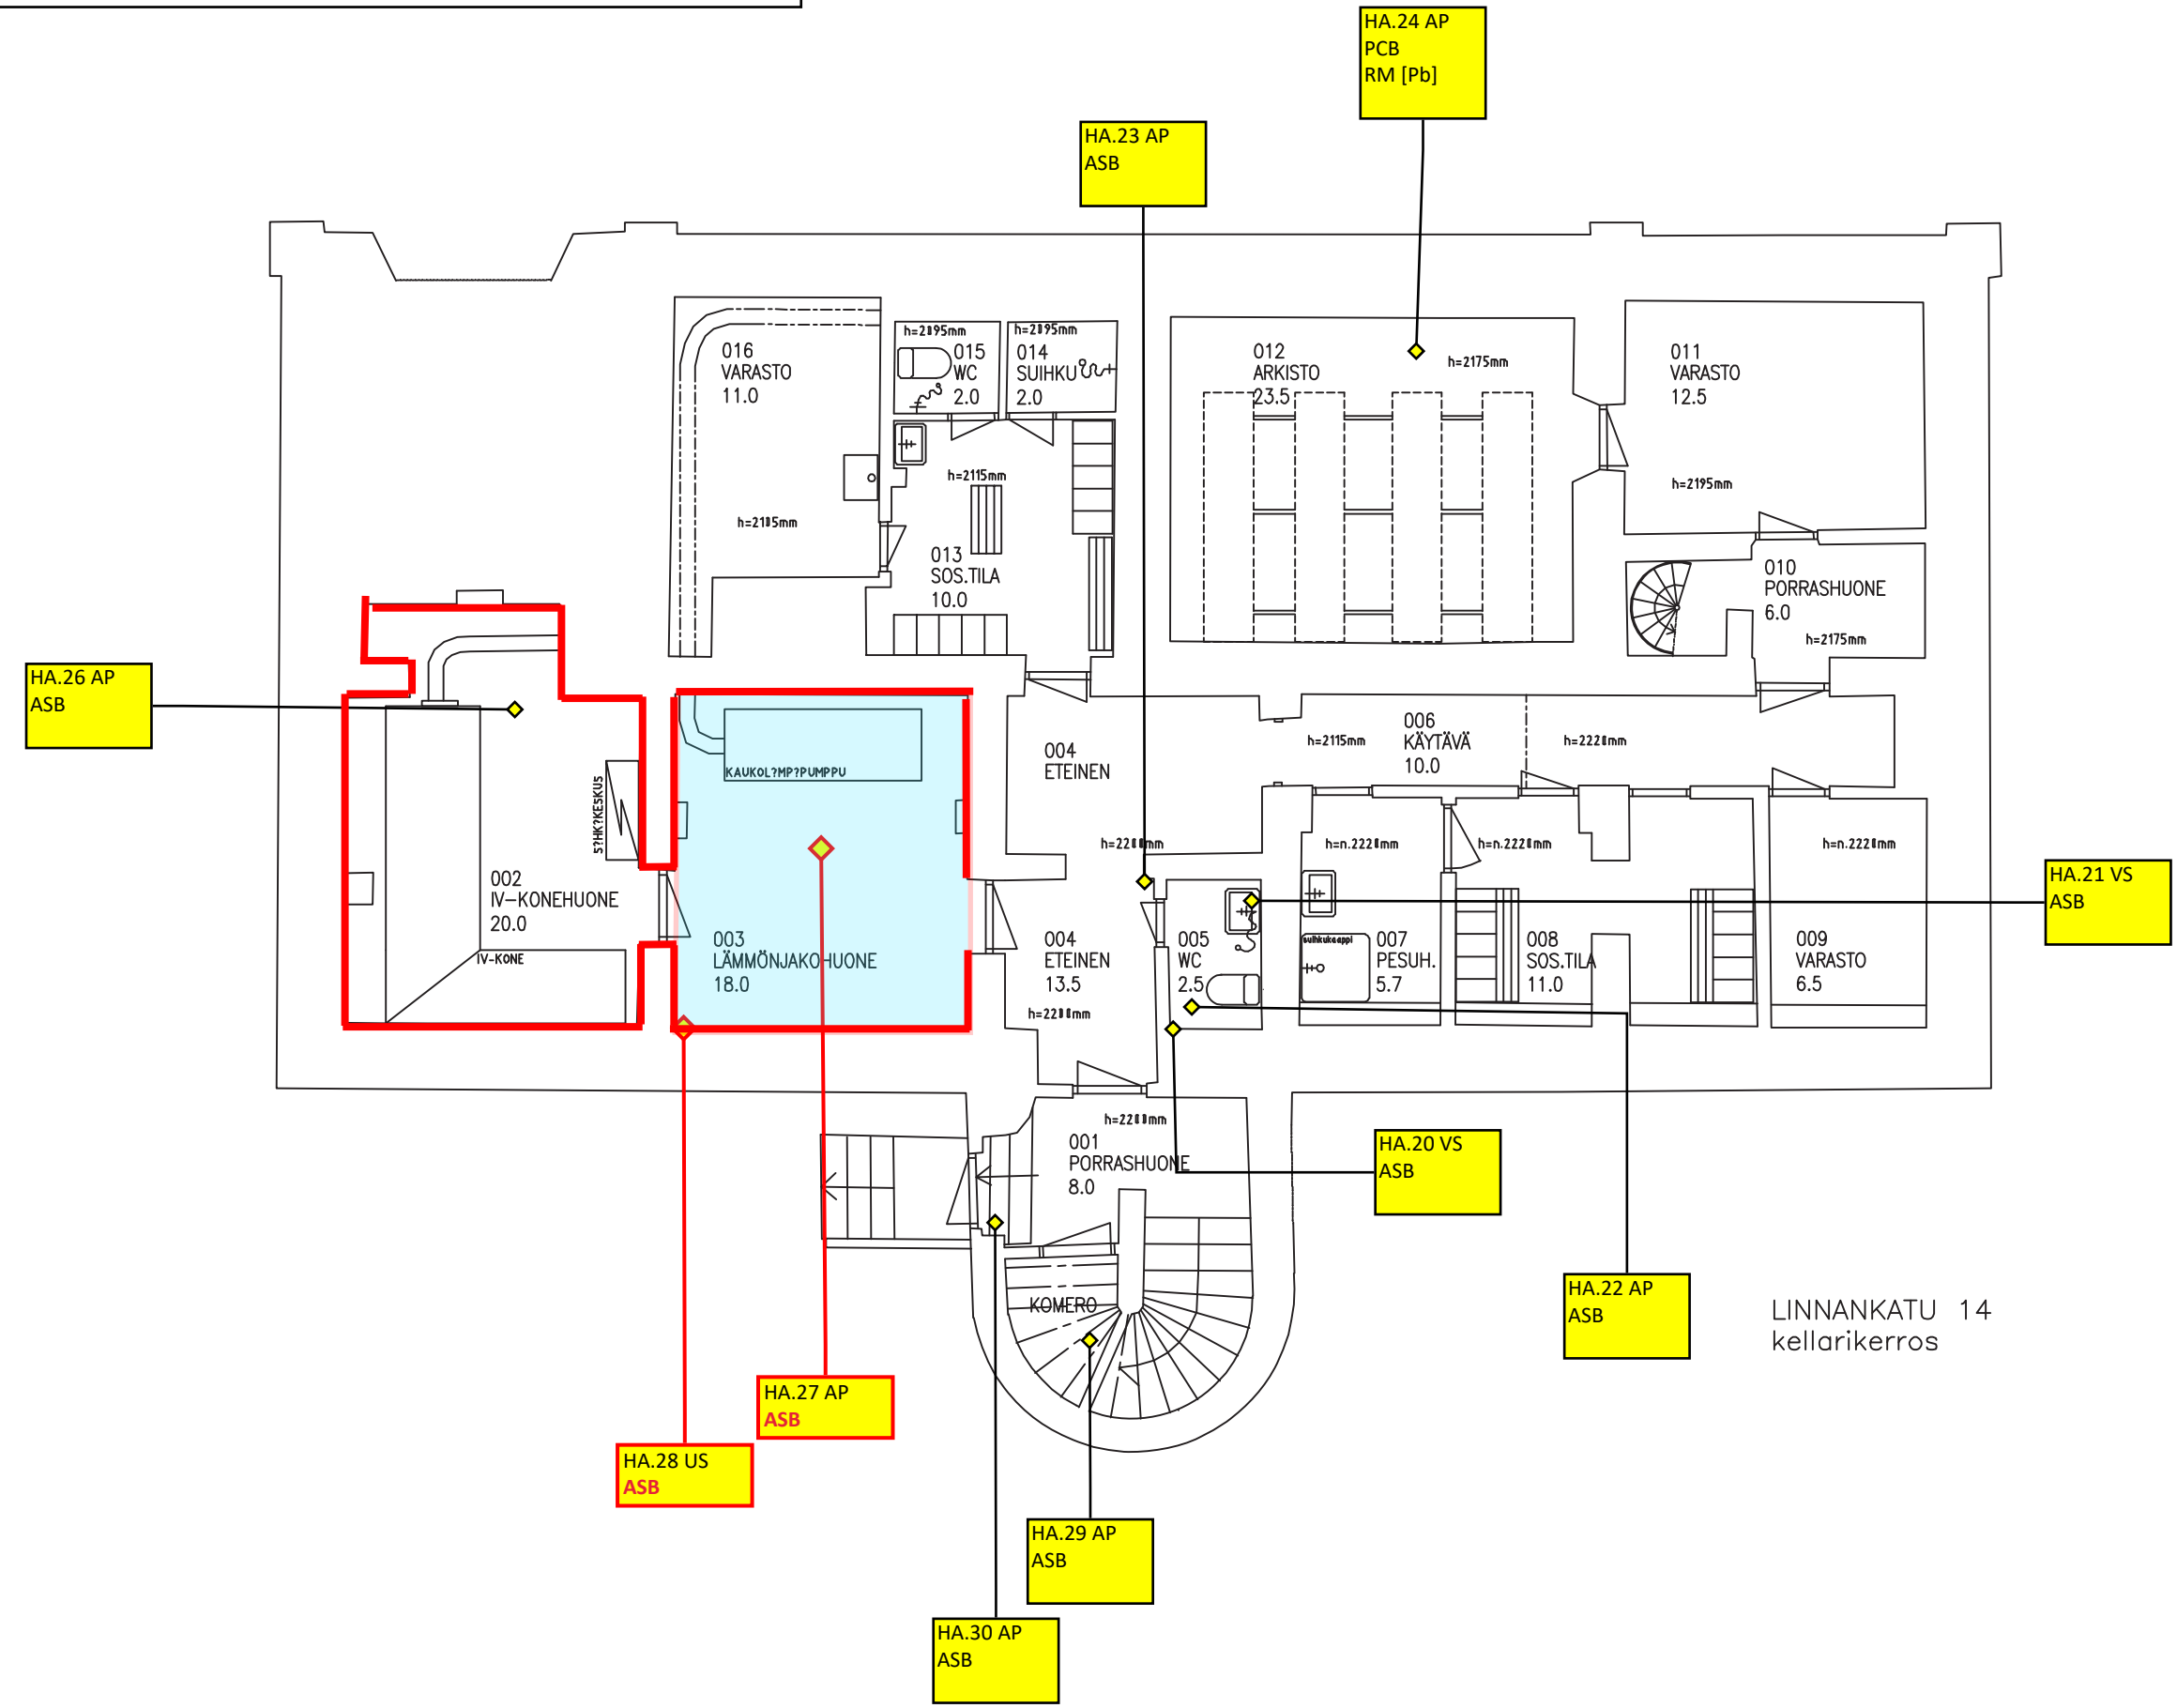 HA.24 AP
PCB
RM [Pb]
HA.23 AP
ASB
016
VARASTO
11.0
015
WC
2.0
014
SUIHKU
2.0
h=2115mm
013
SOS.TILA
10.0
012
ARKISTO
23.5
h=2175mm
011
VARASTO
12.5
h=2195mm
010
PORRASHUONE
6.0
h=2175mm
HA.26 AP
ASB
KAUKOL?MP?PUMPPU
S?HK?KESKUS
002
IV-KONEHUONE
20.0
IV-KONE
003
LÄMMÖNJAKOHUONE
18.0
004
ETEINEN
004
ETEINEN
13.5
h=2115mm
006
KÄYTÄVÄ
10.0
005
WC
2.5
suihkukaappi
007
PESUH.
5.7
008
SOS.TILA
11.0
009
VARASTO
6.5
HA.21 VS
ASB
001
PORRASHUONE
8.0
KOMERO
HA.20 VS
ASB
HA.22 AP
ASB
LINNANKATU 14
kellarikerros
HA.27 AP
ASB
HA.28 US
ASB
HA.29 AP
ASB
HA.30 AP
ASB